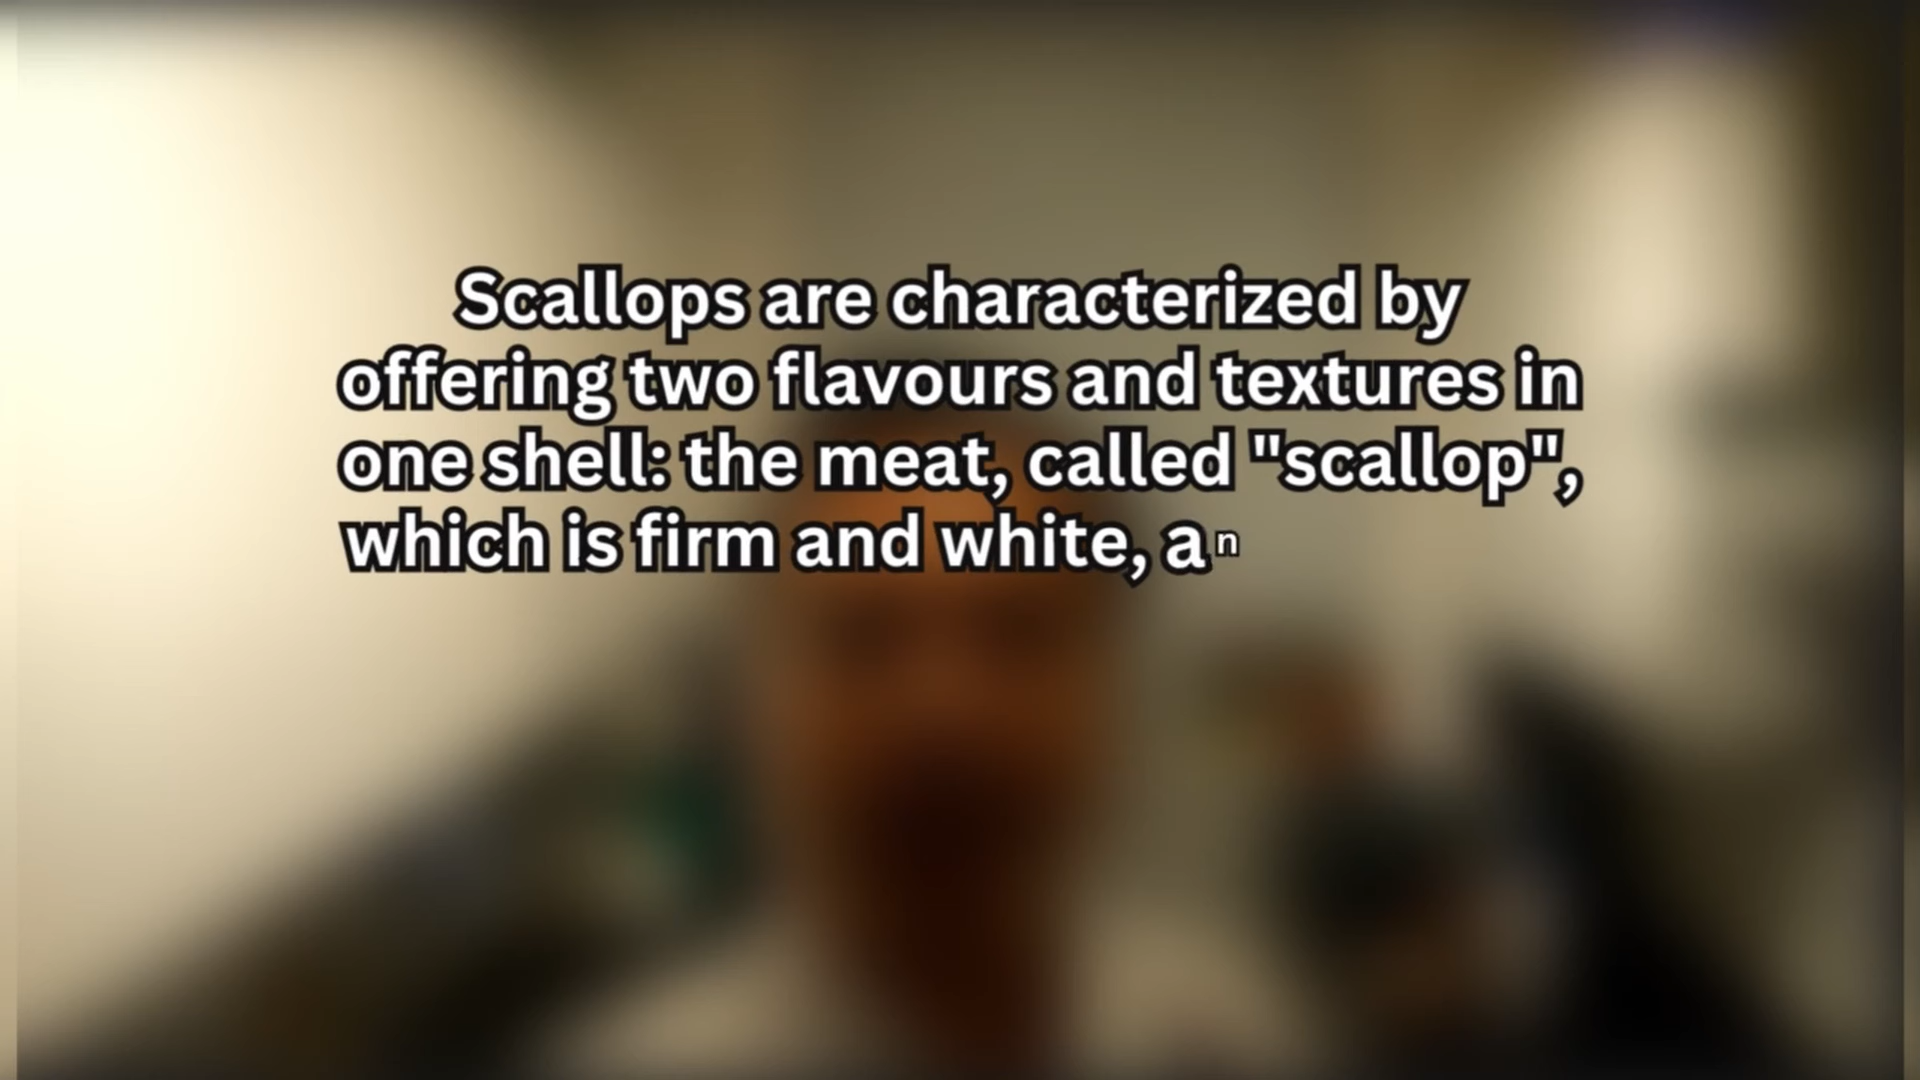 Scallops are characterized by
offering two flavours and textures in
one shell: the meat, called "scallop",
which is firm and white, an